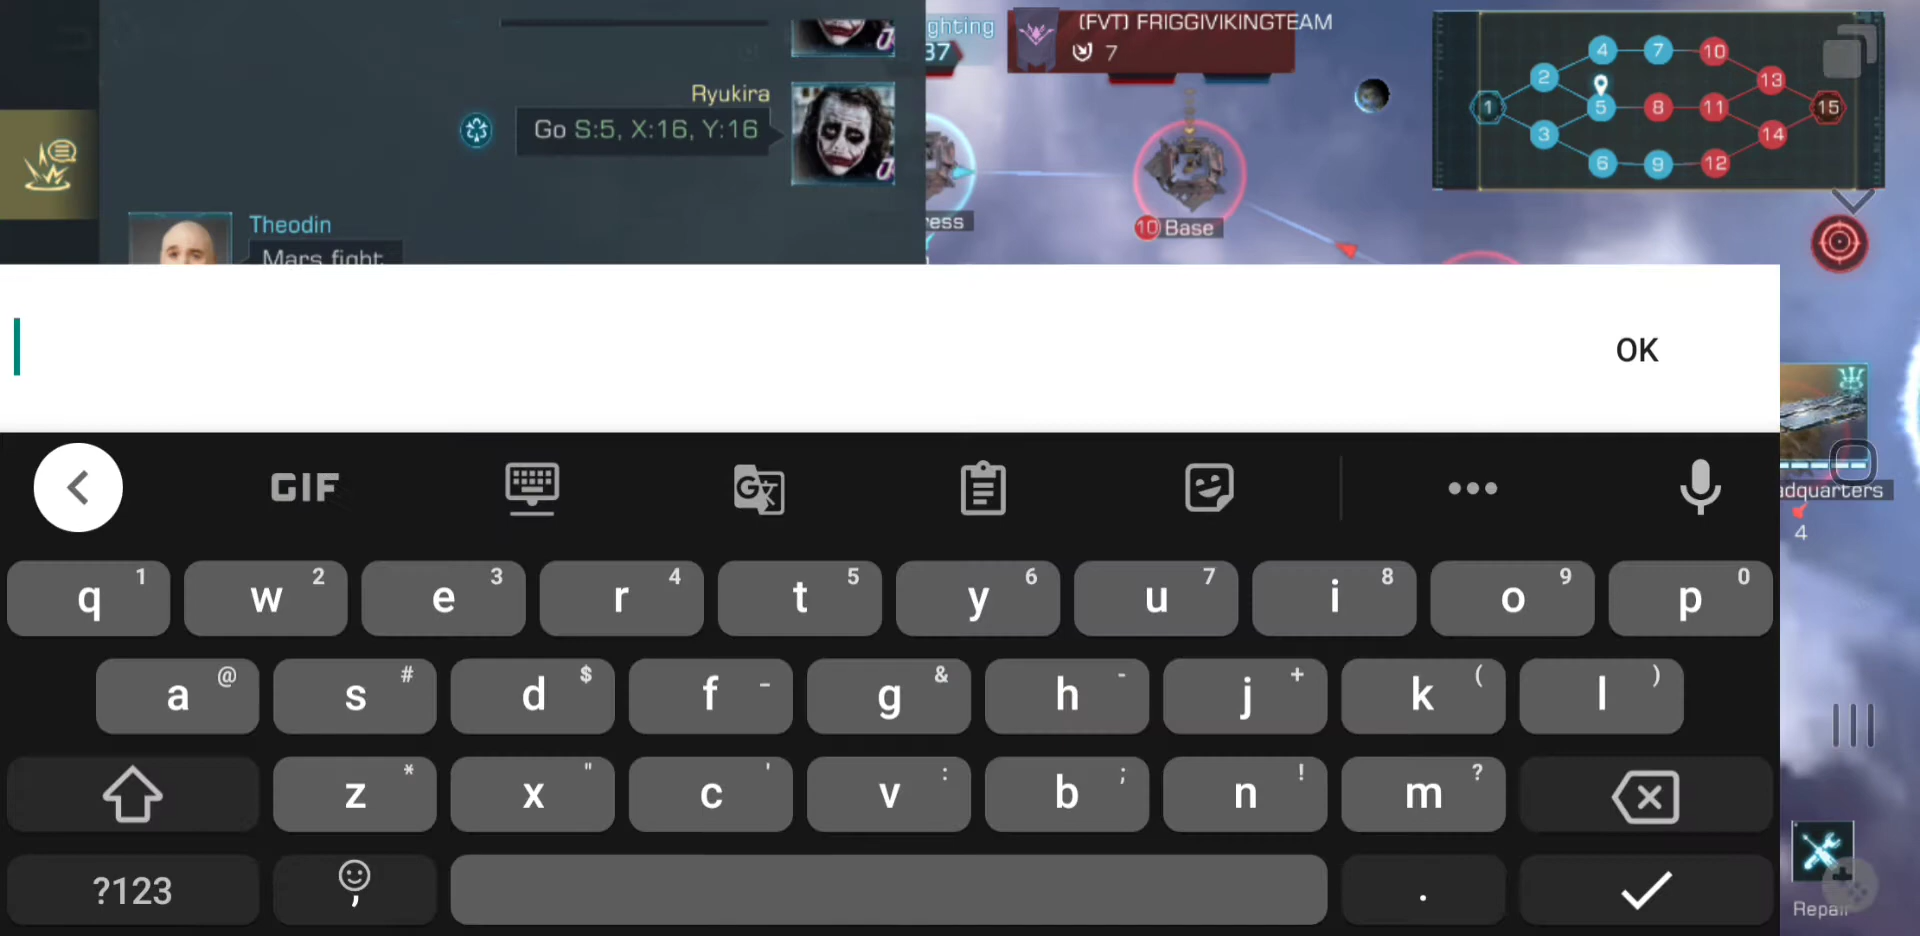 ghting
37
(FVT) FRIGGIVIKINGTEAM
7
Ryukira
Go S:5, X:16, Y:16
Theodin
Mars fight
ess
10 Base
4 7 10
2 13
1 5 8 11 15
3 14
6 9 12
OK
adquarters
4
GIF
q 1 w 2 e 3 r 4 t 5 y 6 u 7 i 8 o 9 p 0
a @ s # d $ f _ g & h - j + k ( l )
z * x " c ' v : b ; n ! m ?
?123 , .
Repair